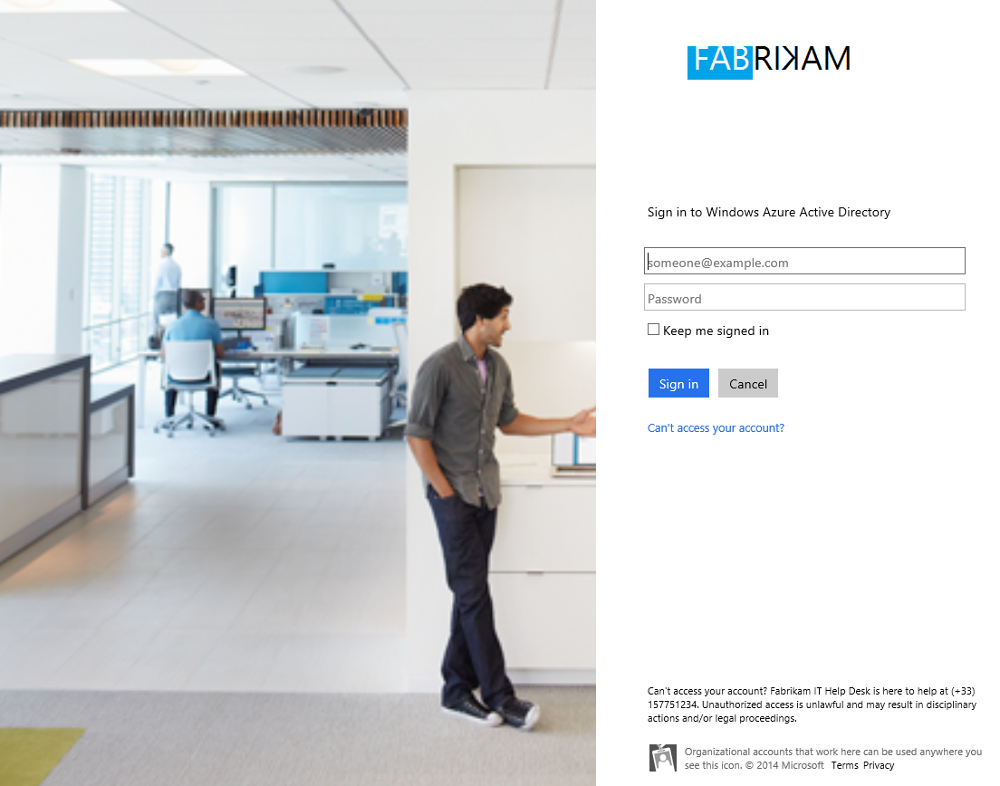 FABRIKAM
Sign in to Windows Azure Active Directory
someone@example.com
Password
Keep me signed in
Sign in Cancel
Can't access your account?
Can't access your account? Fabrikam IT Help Desk is here to help at (+33)
157751234. Unauthorized access is unlawful and may result in disciplinary
actions and/or legal proceedings.
Organizational accounts that work here can be used anywhere you
see this icon. © 2014 Microsoft Terms Privacy